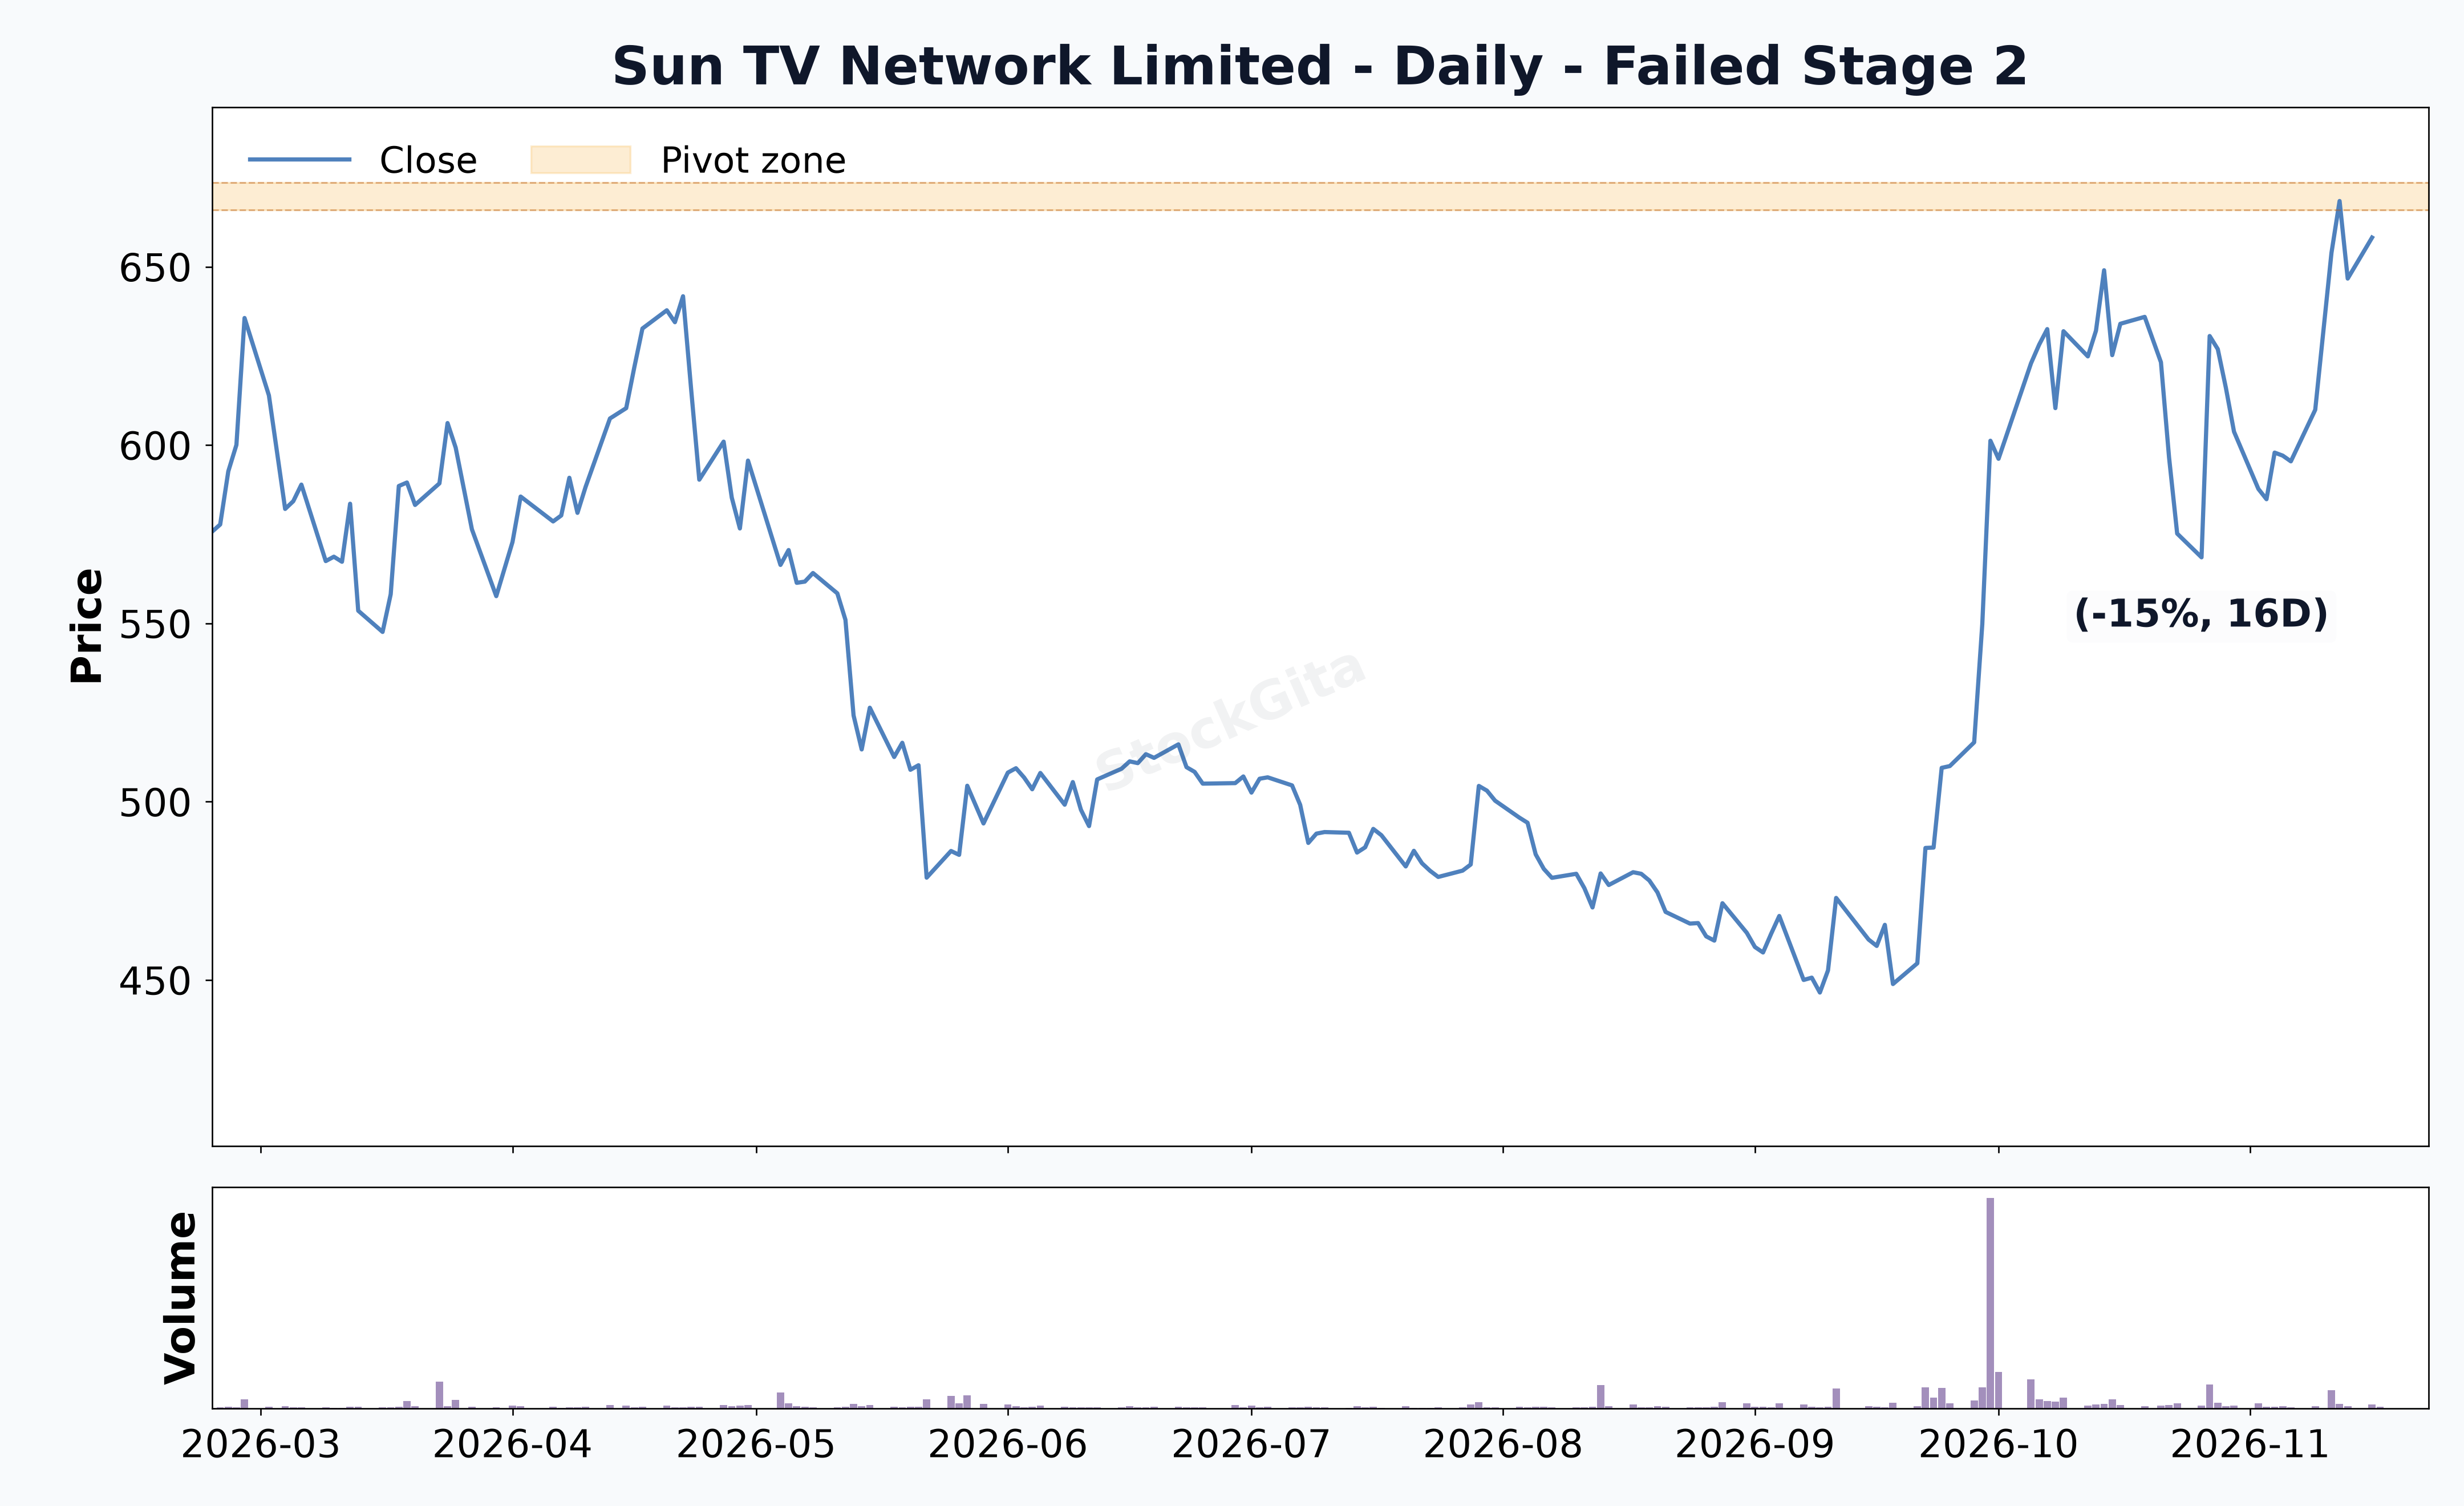 Sun TV Network Limited - Daily - Failed Stage 2
Close
Pivot zone
Price
650
600
550
500
450
(-15%, 16D)
StockGita
Volume
2026-03
2026-04
2026-05
2026-06
2026-07
2026-08
2026-09
2026-10
2026-11